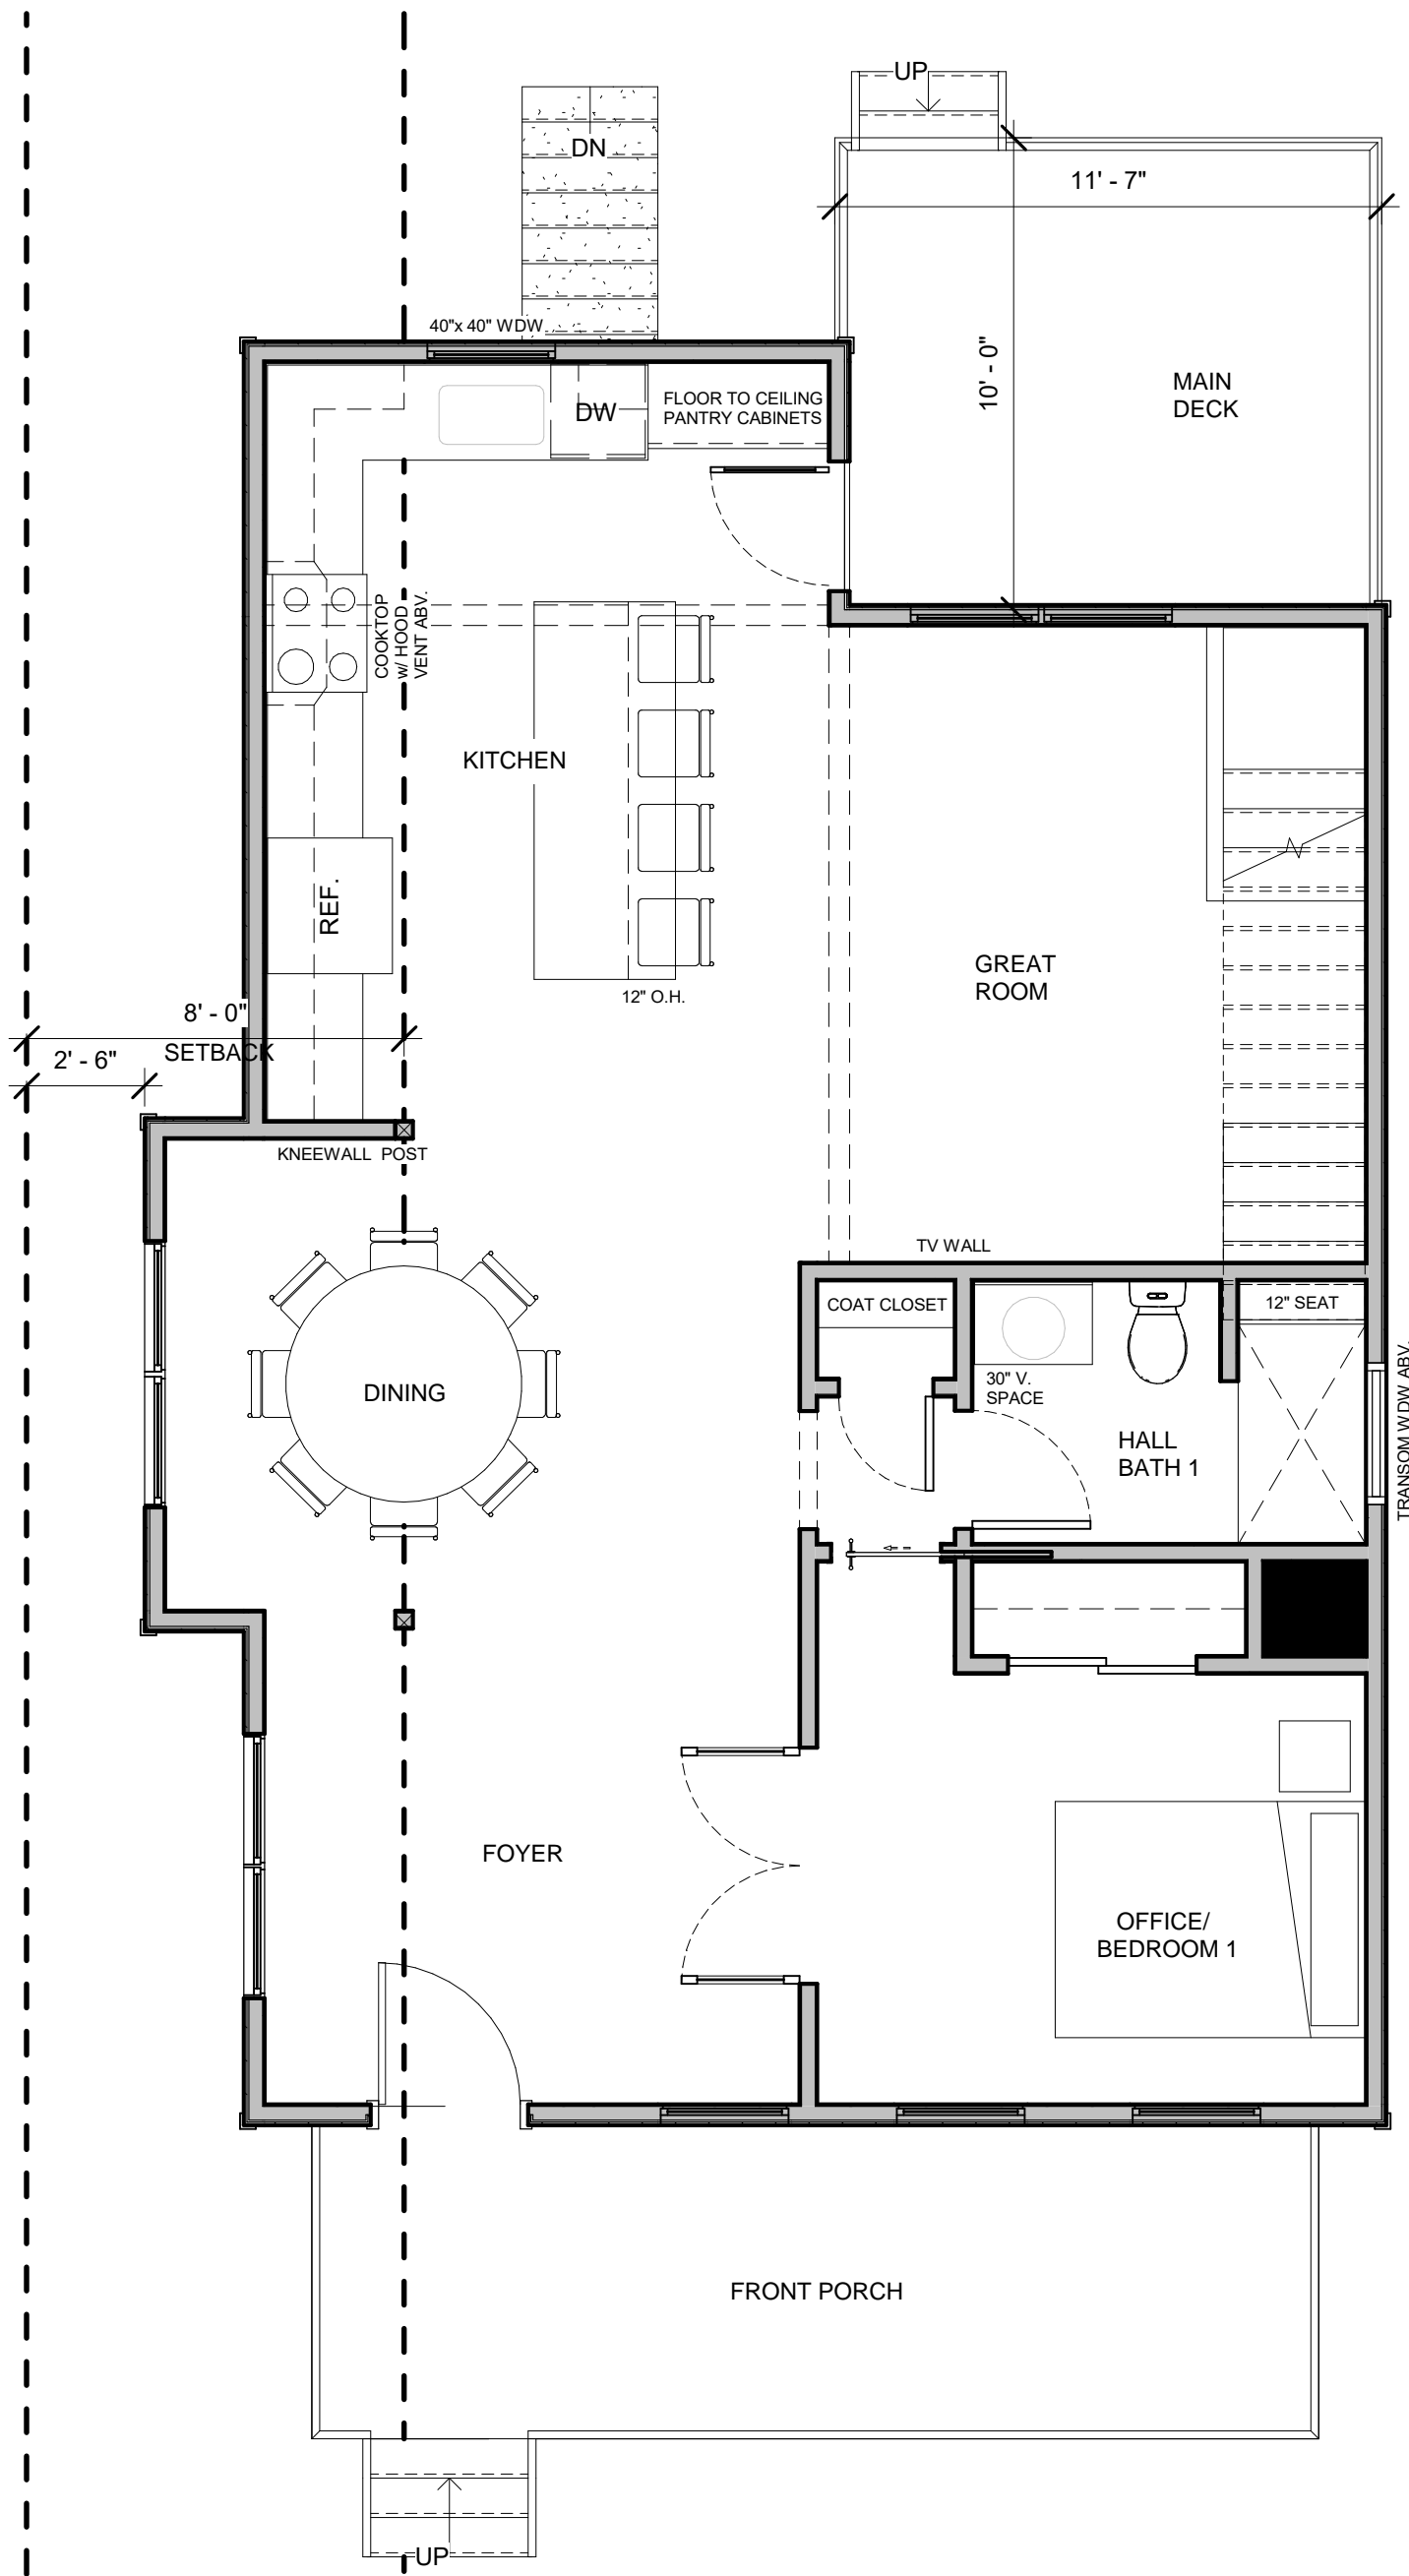 UP
11' - 7"
DN
10' - 0"
40"x 40" WDW
MAIN
DECK
DW
FLOOR TO CEILING
PANTRY CABINETS
COOKTOP
w/ HOOD
VENT ABV.
KITCHEN
REF.
12" O.H.
GREAT
ROOM
8' - 0"
SETBACK
2' - 6"
KNEEWALL POST
TV WALL
COAT CLOSET
12" SEAT
30" V.
SPACE
DINING
HALL
BATH 1
TRANSOM WDW ABV.
FOYER
OFFICE/
BEDROOM 1
FRONT PORCH
UP